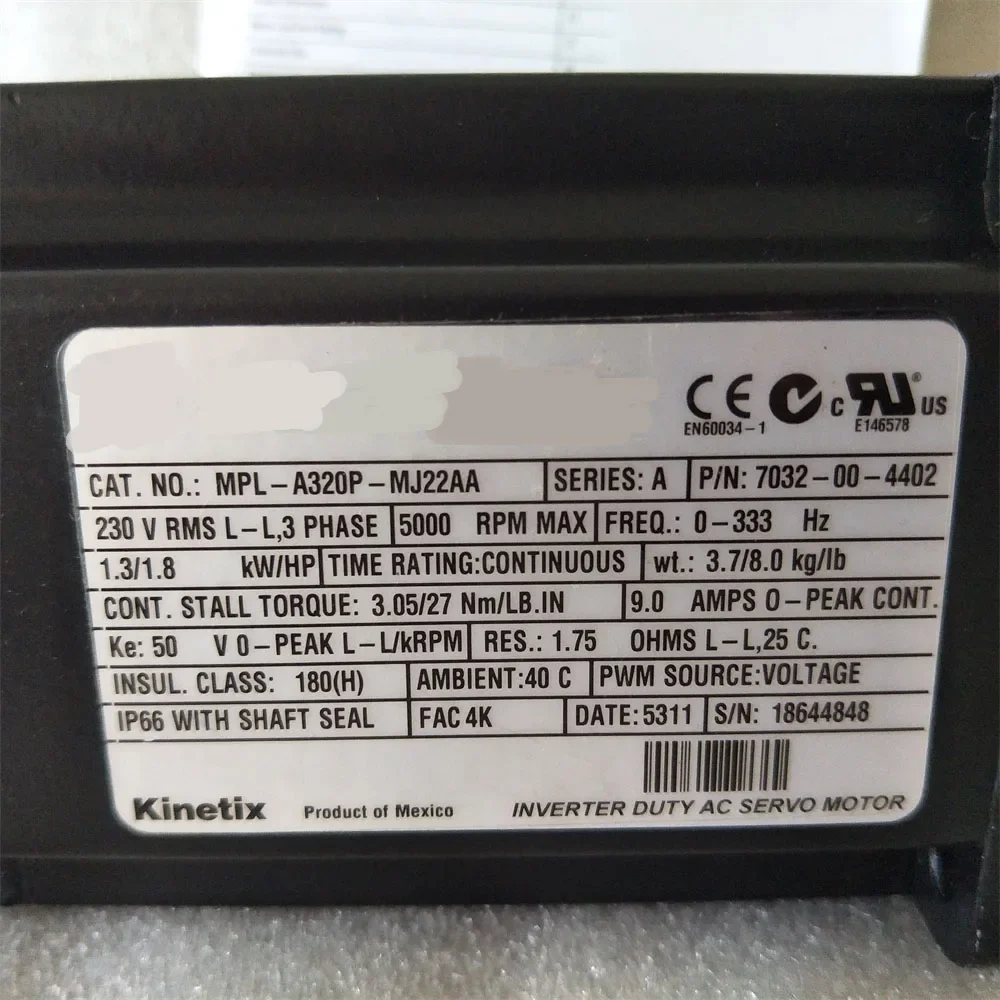 CE
EN60034-1
C RU US
E146578
CAT. NO.: MPL-A320P-MJ22AA SERIES: A P/N: 7032-00-4402
230 V RMS L-L,3 PHASE 5000 RPM MAX FREQ.: 0-333 Hz
1.3/1.8 kW/HP TIME RATING:CONTINUOUS wt.: 3.7/8.0 kg/lb
CONT. STALL TORQUE: 3.05/27 Nm/LB.IN 9.0 AMPS 0-PEAK CONT.
Ke: 50 V 0-PEAK L-L/kRPM RES.: 1.75 OHMS L-L,25 C.
INSUL. CLASS: 180(H) AMBIENT:40 C PWM SOURCE:VOLTAGE
IP66 WITH SHAFT SEAL FAC 4K DATE:5311 S/N: 18644848
Kinetix Product of Mexico INVERTER DUTY AC SERVO MOTOR